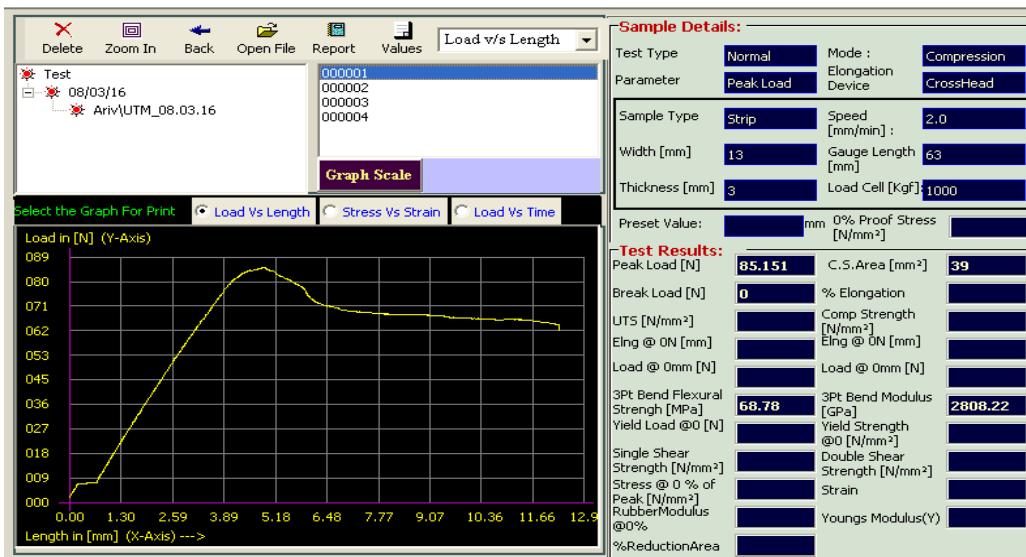 Delete Zoom In Back Open File Report Values Load v/s Length
Test
08/03/16
Ariv\UTM_08.03.16
000001
000002
000003
000004
Graph Scale
Select the Graph For Print Load Vs Length Stress Vs Strain Load Vs Time
Load in [N] (Y-Axis)
089
080
071
062
053
045
036
027
018
009
000
0.00 1.30 2.59 3.89 5.18 6.48 7.77 9.07 10.36 11.66 12.9
Length in [mm] (X-Axis) --->
Sample Details:
Test Type Normal Mode : Compression
Parameter Peak Load Elongation Device CrossHead
Sample Type Strip Speed [mm/min] : 2.0
Width [mm] 13 Gauge Length [mm] 63
Thickness [mm] 3 Load Cell [Kgf]: 1000
Preset Value: mm 0% Proof Stress [N/mm²]
Test Results:
Peak Load [N] 85.151 C.S.Area [mm²] 39
Break Load [N] 0 % Elongation
UTS [N/mm²] Comp Strength [N/mm²]
Elng @ 0N [mm] Elng @ 0N [mm]
Load @ 0mm [N] Load @ 0mm [N]
3Pt Bend Flexural Strengh [MPa] 68.78 3Pt Bend Modulus [GPa] 2808.22
Yield Load @0 [N] Yield Strength @0 [N/mm²]
Single Shear Strength [N/mm²] Double Shear Strength [N/mm²]
Stress @ 0 % of Peak [N/mm²] Strain
RubberModulus @0% Youngs Modulus(Y)
%ReductionArea